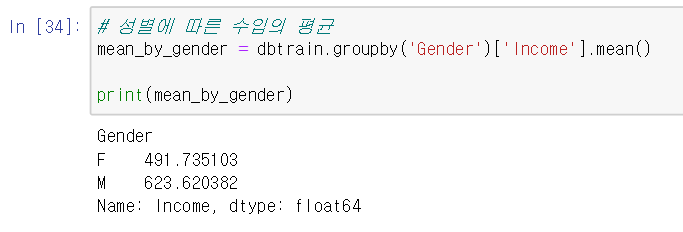 In [34]: # 성별에 따른 수입의 평균
mean_by_gender = dbtrain.groupby('Gender')['Income'].mean()
print(mean_by_gender)
Gender
F    491.735103
M    623.620382
Name: Income, dtype: float64